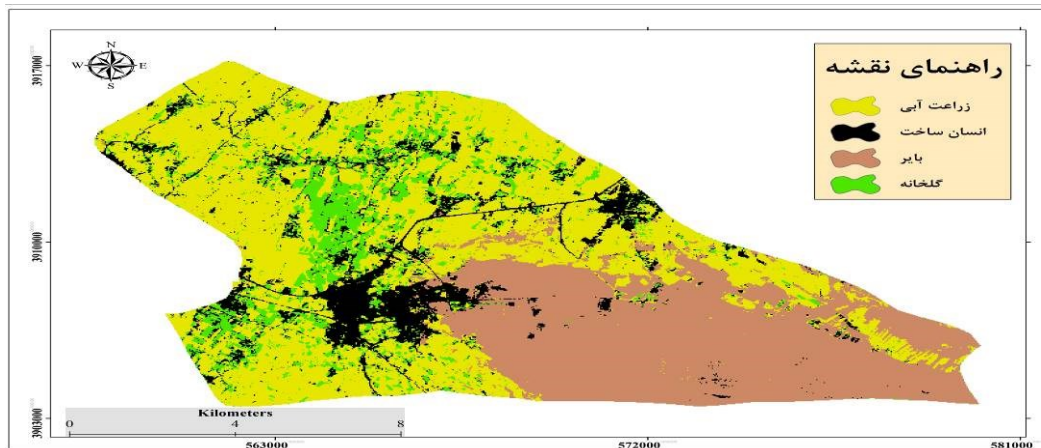 N
W E
S
راهنمای نقشه
زراعت آبی
انسان ساخت
بایر
گلخانه
3917000
3910000
3903000
Kilometers
0 4 8
563000 572000 581000